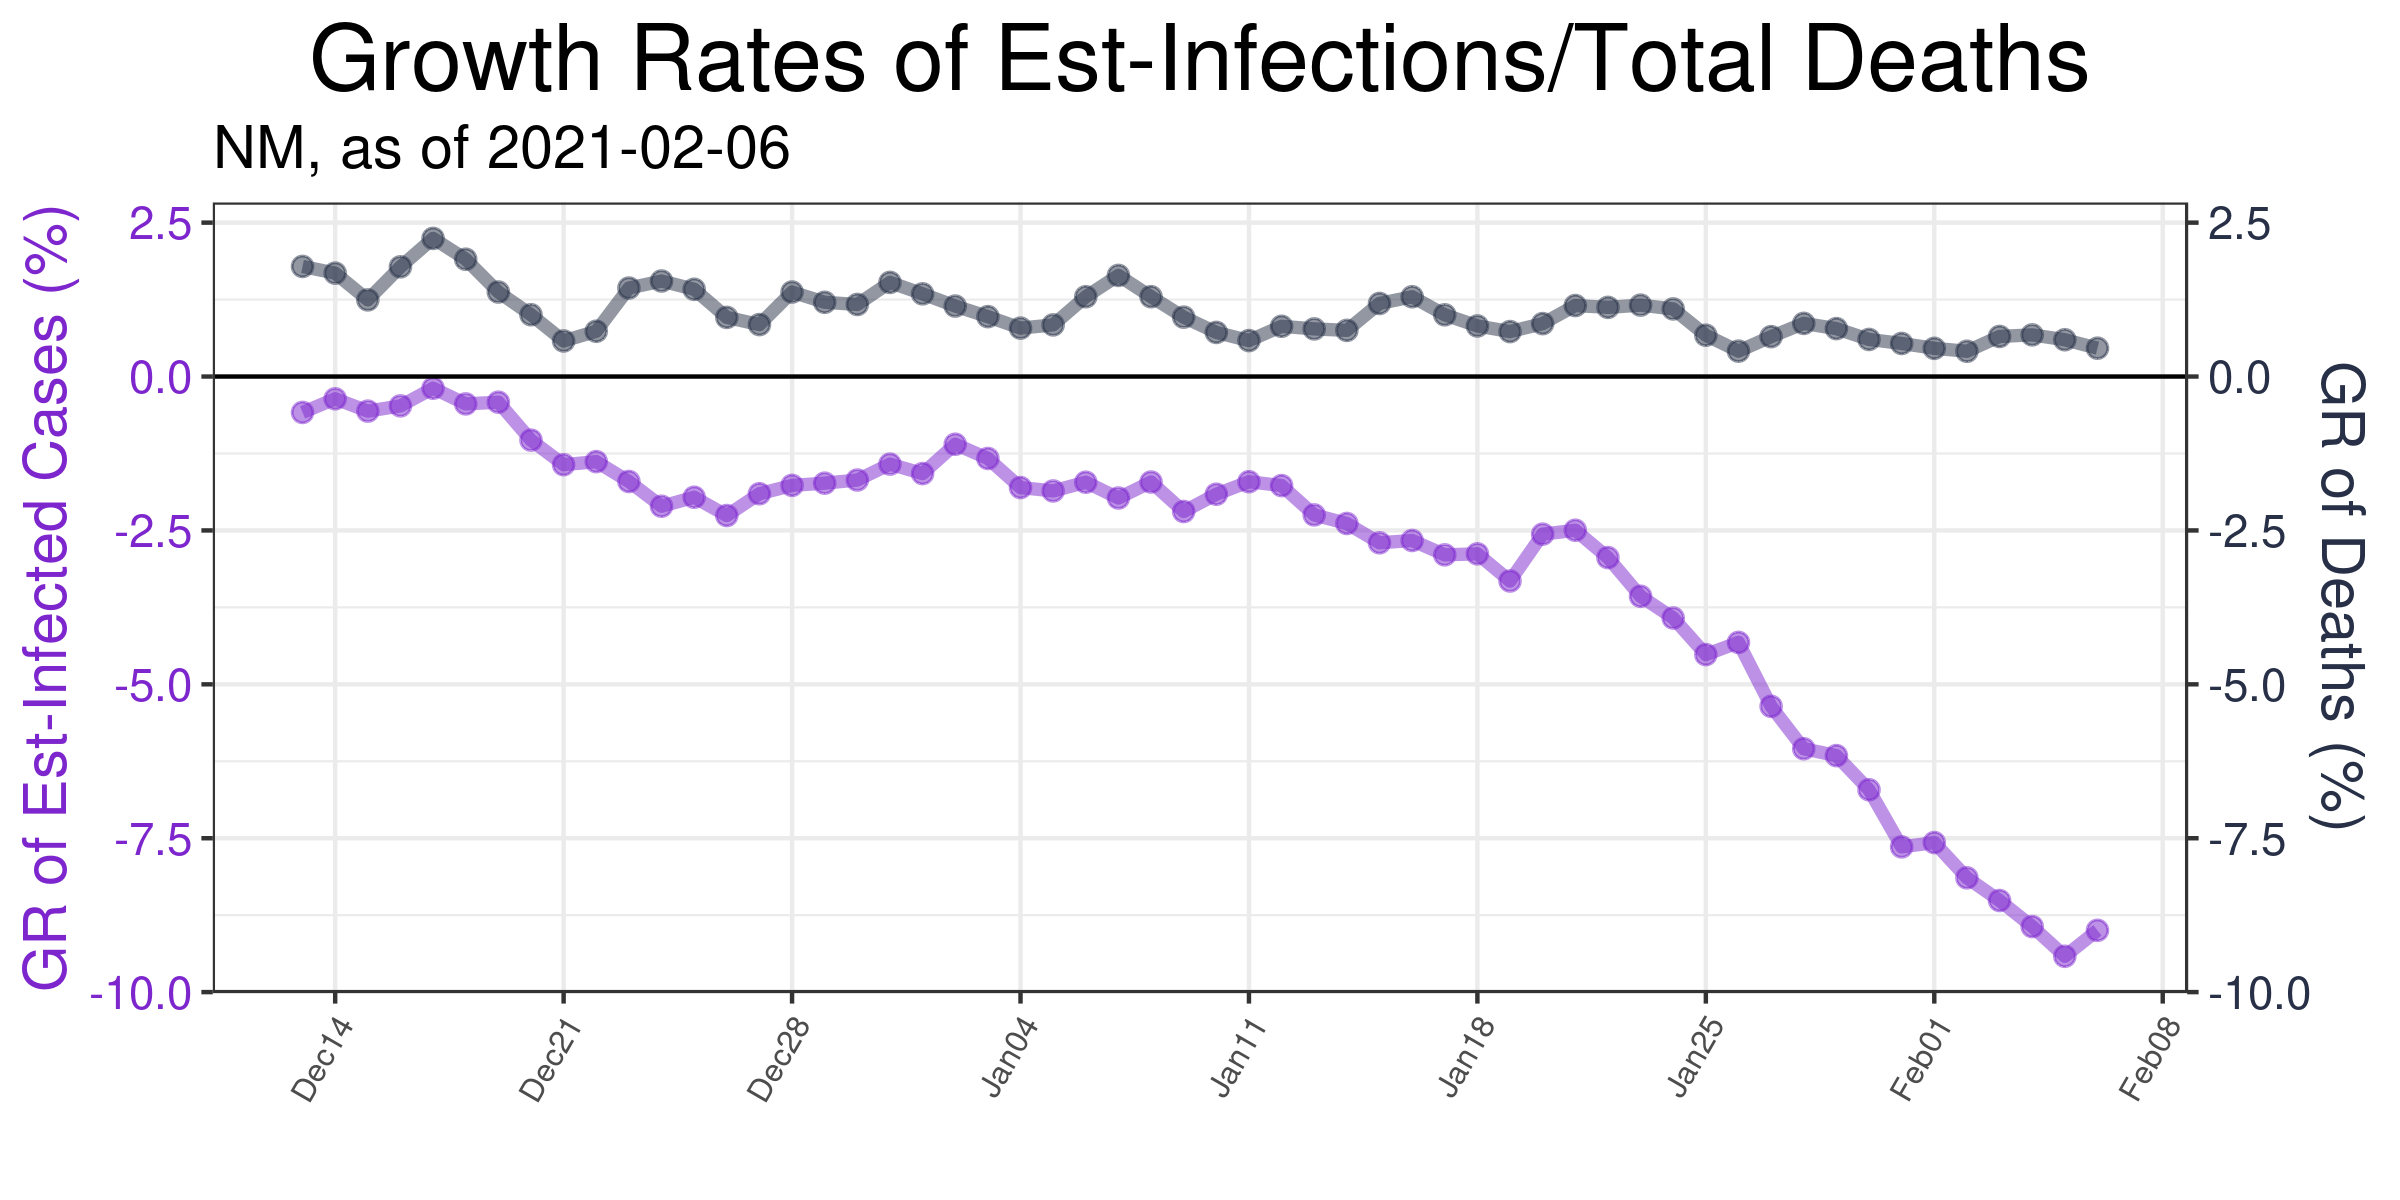 Growth Rates of Est-Infections/Total Deaths
NM, as of 2021-02-06
GR of Est-Infected Cases (%)
2.5
0.0
-2.5
-5.0
-7.5
-10.0
2.5
0.0
-2.5
-5.0
-7.5
-10.0
GR of Deaths (%)
Dec14
Dec21
Dec28
Jan04
Jan11
Jan18
Jan25
Feb01
Feb08